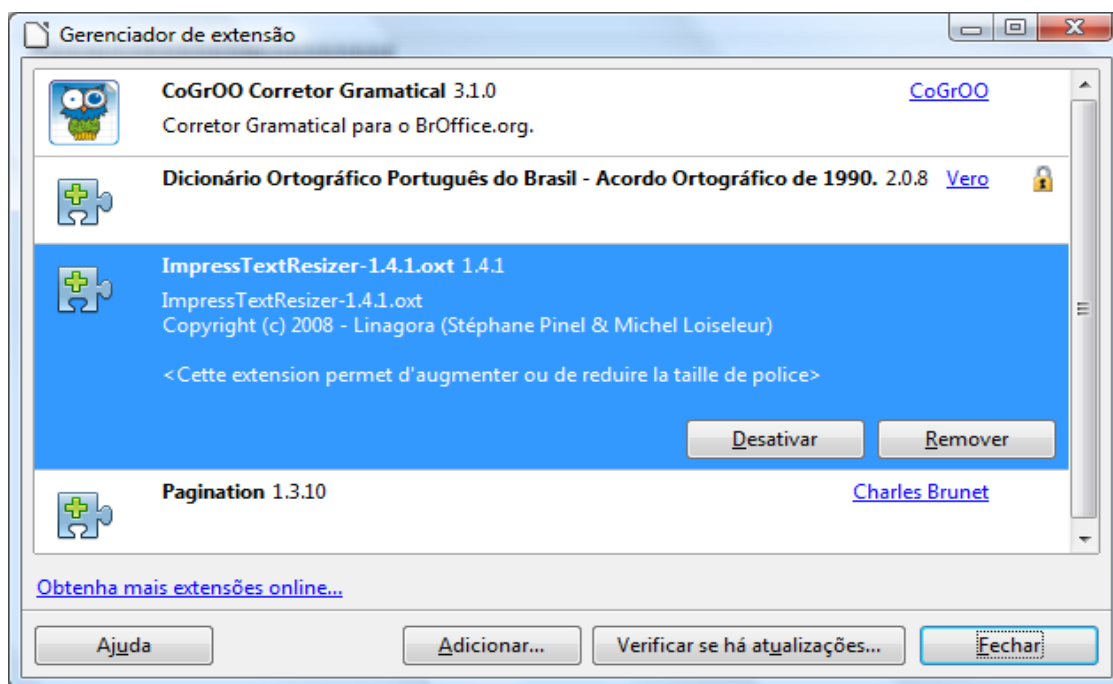 Gerenciador de extensão
CoGrOO Corretor Gramatical 3.1.0 CoGrOO
Corretor Gramatical para o BrOffice.org.
Dicionário Ortográfico Português do Brasil - Acordo Ortográfico de 1990. 2.0.8 Vero
ImpressTextResizer-1.4.1.oxt 1.4.1
ImpressTextResizer-1.4.1.oxt
Copyright (c) 2008 - Linagora (Stéphane Pinel & Michel Loiseleur)
<Cette extension permet d'augmenter ou de reduire la taille de police>
Desativar Remover
Pagination 1.3.10 Charles Brunet
Obtenha mais extensões online...
Ajuda Adicionar... Verificar se há atualizações... Fechar